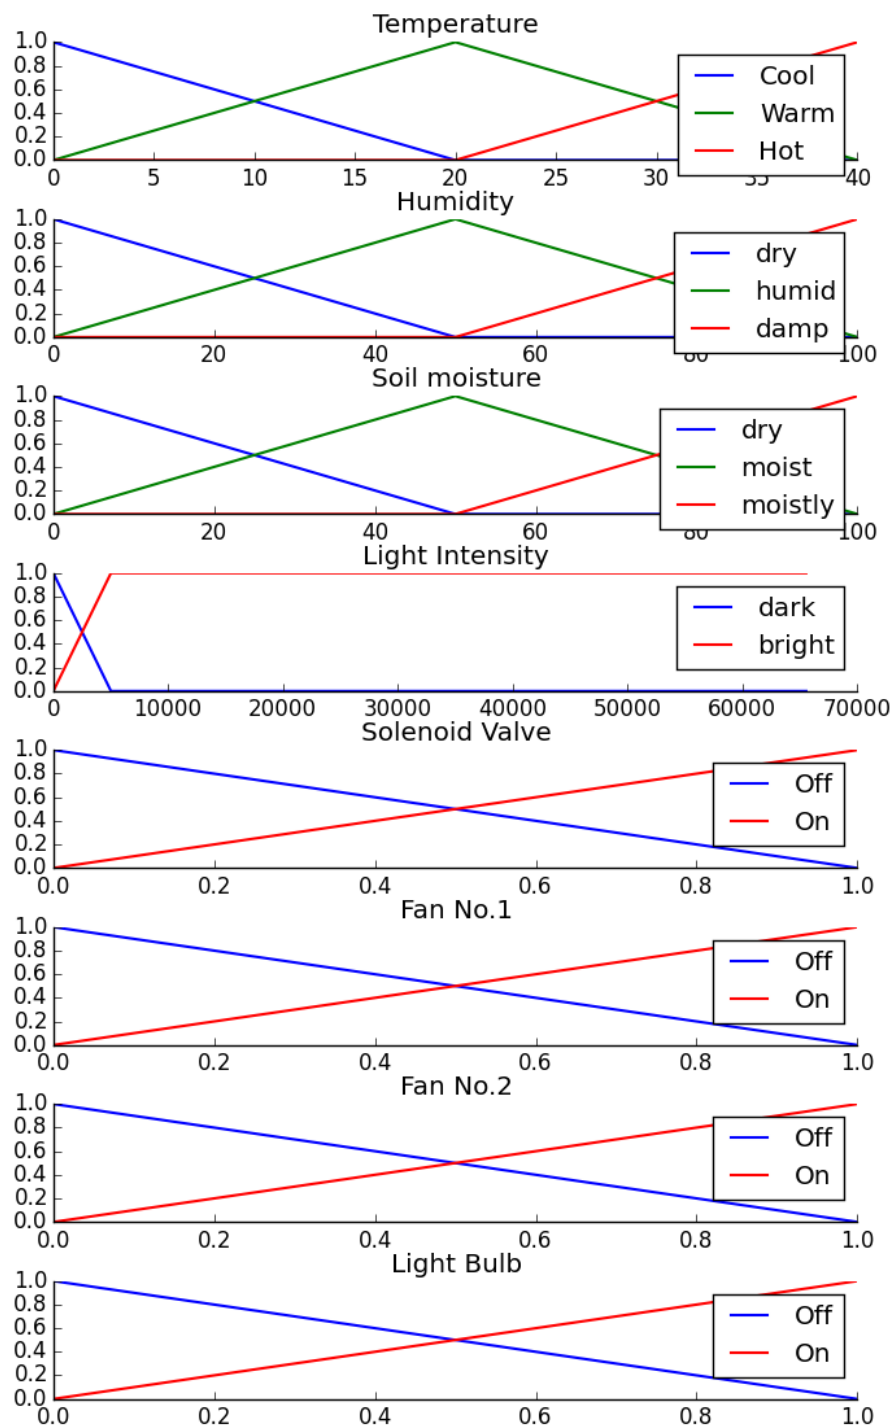 Temperature
1.0
0.8
0.6
0.4
0.2
0.0
Cool
Warm
Hot
0 5 10 15 20 25 30 35 40
Humidity
1.0
0.8
0.6
0.4
0.2
0.0
dry
humid
damp
0 20 40 60 80 100
Soil moisture
1.0
0.8
0.6
0.4
0.2
0.0
dry
moist
moistly
0 20 40 60 80 100
Light Intensity
1.0
0.8
0.6
0.4
0.2
0.0
dark
bright
0 10000 20000 30000 40000 50000 60000 70000
Solenoid Valve
1.0
0.8
0.6
0.4
0.2
0.0
Off
On
0.0 0.2 0.4 0.6 0.8 1.0
Fan No.1
1.0
0.8
0.6
0.4
0.2
0.0
Off
On
0.0 0.2 0.4 0.6 0.8 1.0
Fan No.2
1.0
0.8
0.6
0.4
0.2
0.0
Off
On
0.0 0.2 0.4 0.6 0.8 1.0
Light Bulb
1.0
0.8
0.6
0.4
0.2
0.0
Off
On
0.0 0.2 0.4 0.6 0.8 1.0